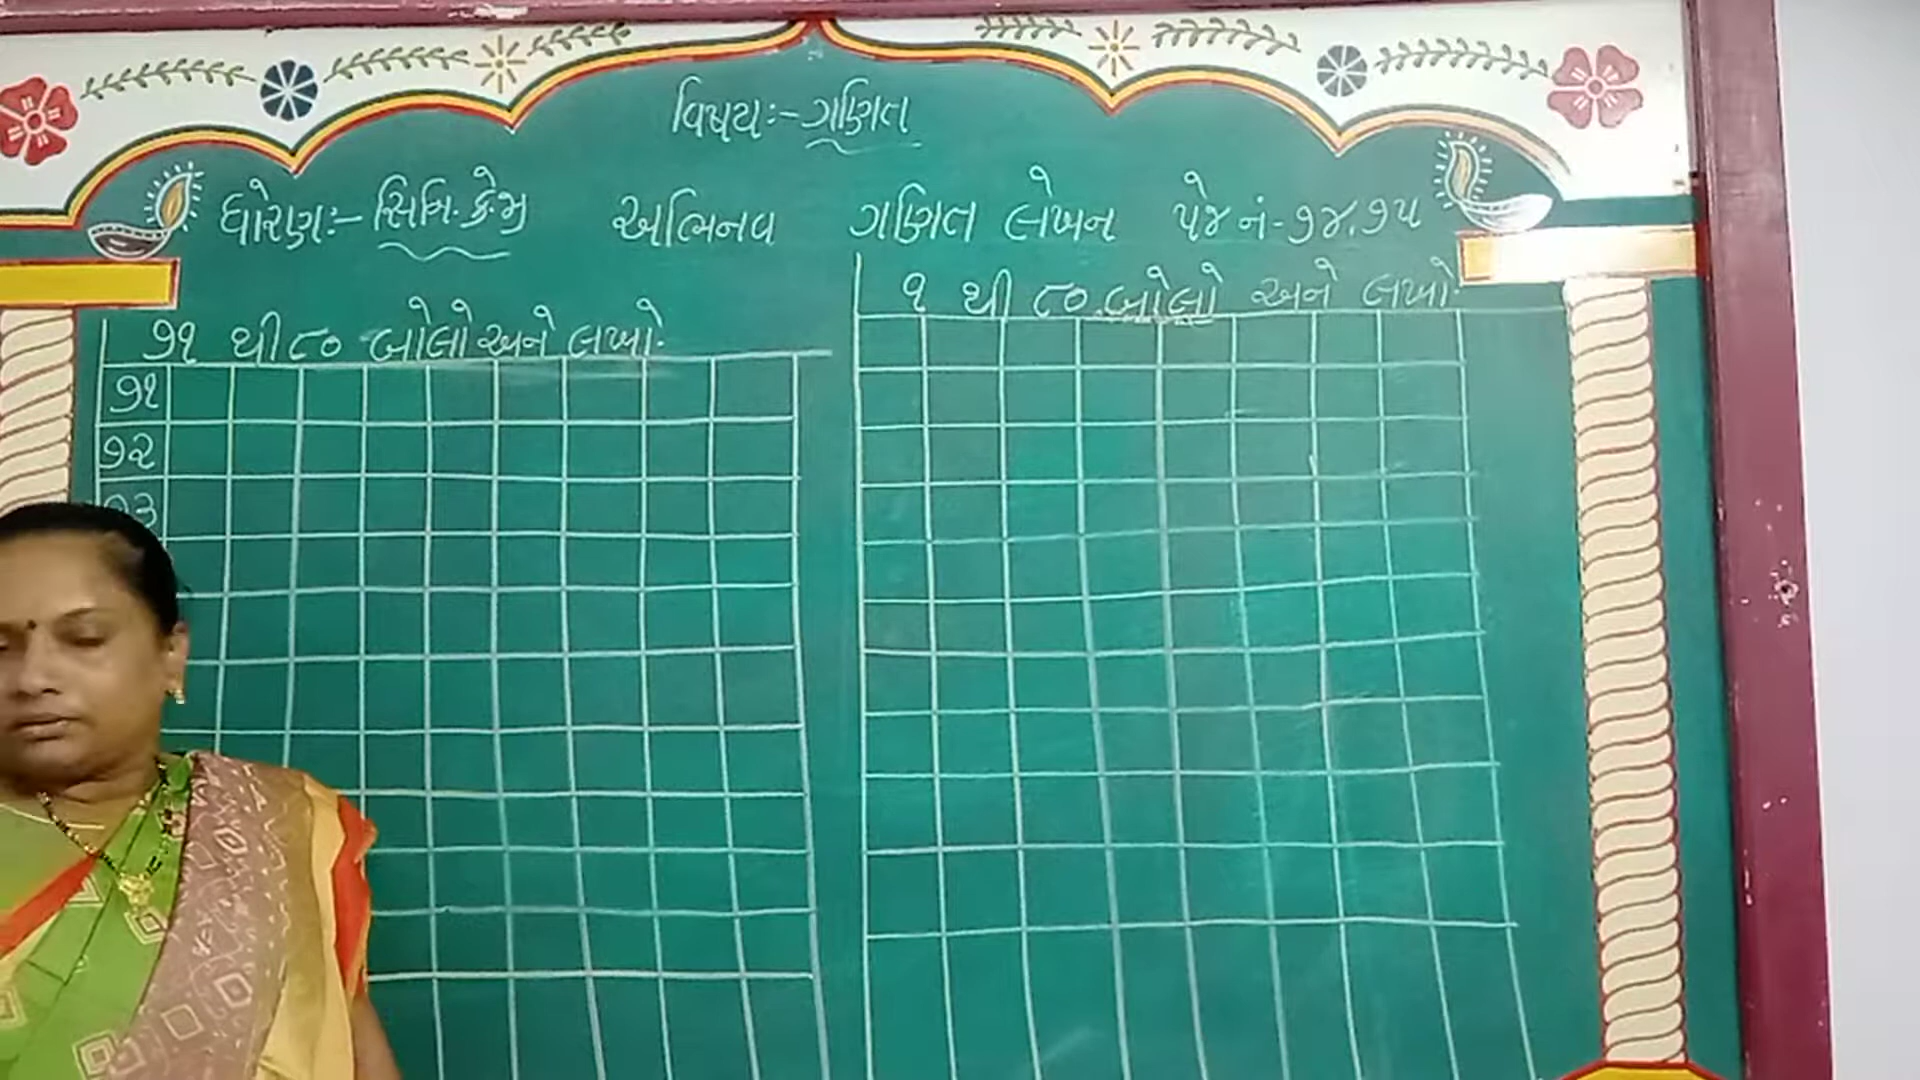 વિષય:- ગણિત
ધોરણ:- સિનિ. કે.જી અભિનવ ગણિત લેખન પેજ નં-૭૪,૭૫
૭૧ થી ૮૦ બોલો અને લખો.
૭૧
૭૨
૭૩
૧ થી ૮૦ બોલો અને લખો.